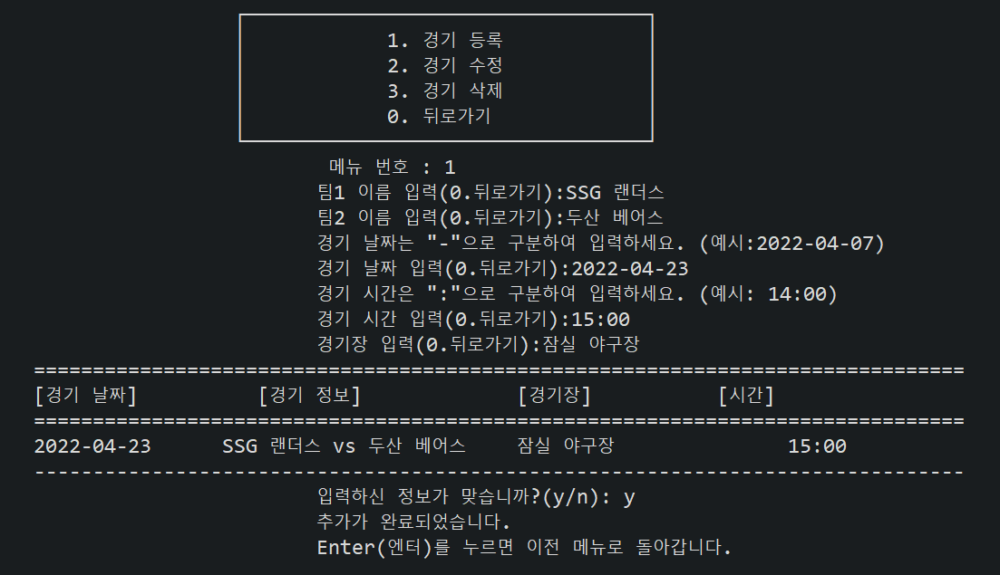 1. 경기 등록
2. 경기 수정
3. 경기 삭제
0. 뒤로가기
메뉴 번호 : 1
팀1 이름 입력(0.뒤로가기):SSG 랜더스
팀2 이름 입력(0.뒤로가기):두산 베어스
경기 날짜는 "-"으로 구분하여 입력하세요. (예시:2022-04-07)
경기 날짜 입력(0.뒤로가기):2022-04-23
경기 시간은 ":"으로 구분하여 입력하세요. (예시: 14:00)
경기 시간 입력(0.뒤로가기):15:00
경기장 입력(0.뒤로가기):잠실 야구장
===============================================================================
[경기 날짜] [경기 정보] [경기장] [시간]
===============================================================================
2022-04-23 SSG 랜더스 vs 두산 베어스 잠실 야구장 15:00
-------------------------------------------------------------------------------
입력하신 정보가 맞습니까?(y/n): y
추가가 완료되었습니다.
Enter(엔터)를 누르면 이전 메뉴로 돌아갑니다.